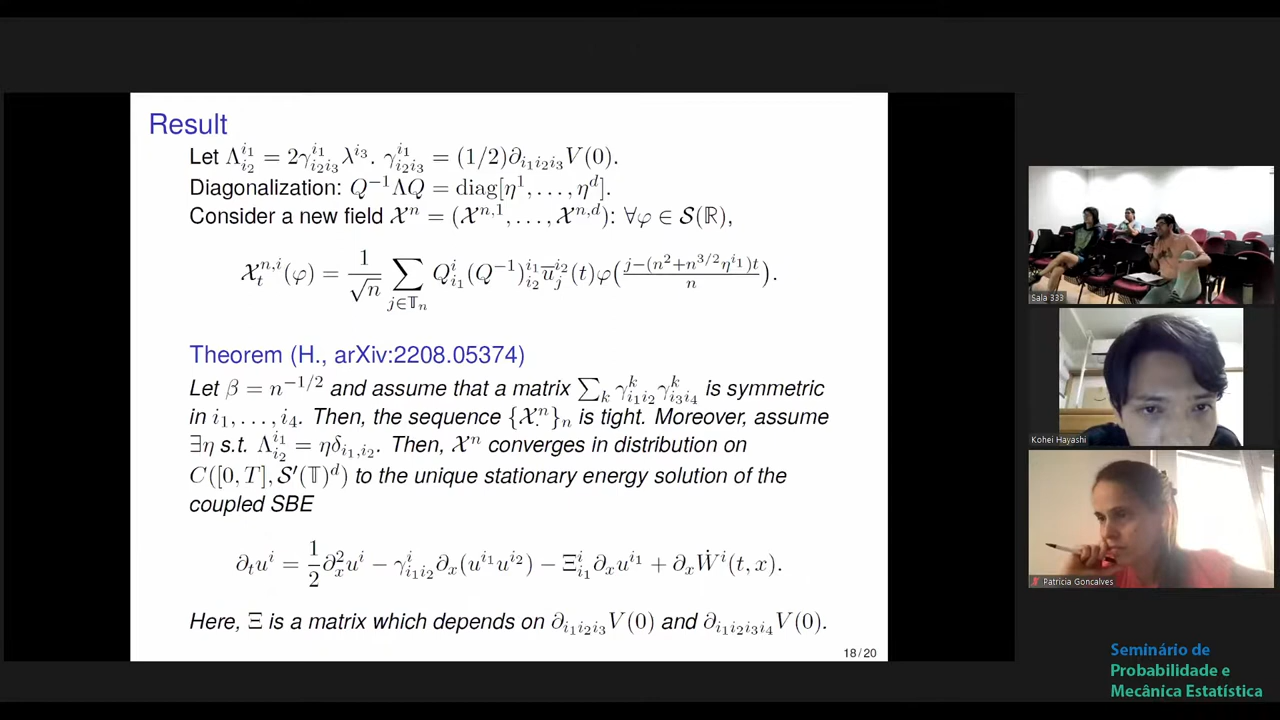 Result
Let Λ^{i_1}_{i_2} = 2γ^{i_1}_{i_2 i_3} λ^{i_3}. γ^{i_1}_{i_2 i_3} = (1/2)∂_{i_1 i_2 i_3} V(0).
Diagonalization: Q^{-1}ΛQ = diag[η^1, . . . , η^d].
Consider a new field 𝒳^n = (𝒳^{n,1}, . . . , 𝒳^{n,d}): ∀φ ∈ 𝒮(ℝ),
𝒳^{n,i}_t(φ) = \frac{1}{\sqrt{n}} ∑_{j∈𝕋_n} Q^i_{i_1}(Q^{-1})^{i_1}_{i_2} \overline{u}^{i_2}_j(t)φ(\frac{j-(n^2+n^{3/2}η^{i_1})t}{n}).
Theorem (H., arXiv:2208.05374)
Let β = n^{-1/2} and assume that a matrix ∑_k γ^k_{i_1 i_2} γ^k_{i_3 i_4} is symmetric
in i_1, . . . , i_4. Then, the sequence {𝒳^n_·}_n is tight. Moreover, assume
∃η s.t. Λ^{i_1}_{i_2} = ηδ_{i_1,i_2}. Then, 𝒳^n converges in distribution on
C([0, T], 𝒮′(𝕋)^d) to the unique stationary energy solution of the
coupled SBE
∂_t u^i = \frac{1}{2}∂^2_x u^i − γ^i_{i_1 i_2} ∂_x(u^{i_1} u^{i_2}) − Ξ^i_{i_1} ∂_x u^{i_1} + ∂_x Ẇ^i(t, x).
Here, Ξ is a matrix which depends on ∂_{i_1 i_2 i_3} V(0) and ∂_{i_1 i_2 i_3 i_4} V(0).
18/20
Sala 333
Kohei Hayashi
Patricia Goncalves
Seminário de
Probabilidade e
Mecânica Estatística